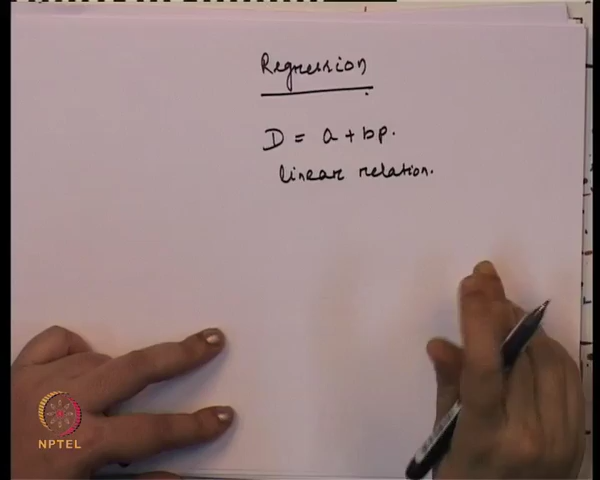 Regression
D = a + bp.
linear relation.
NPTEL